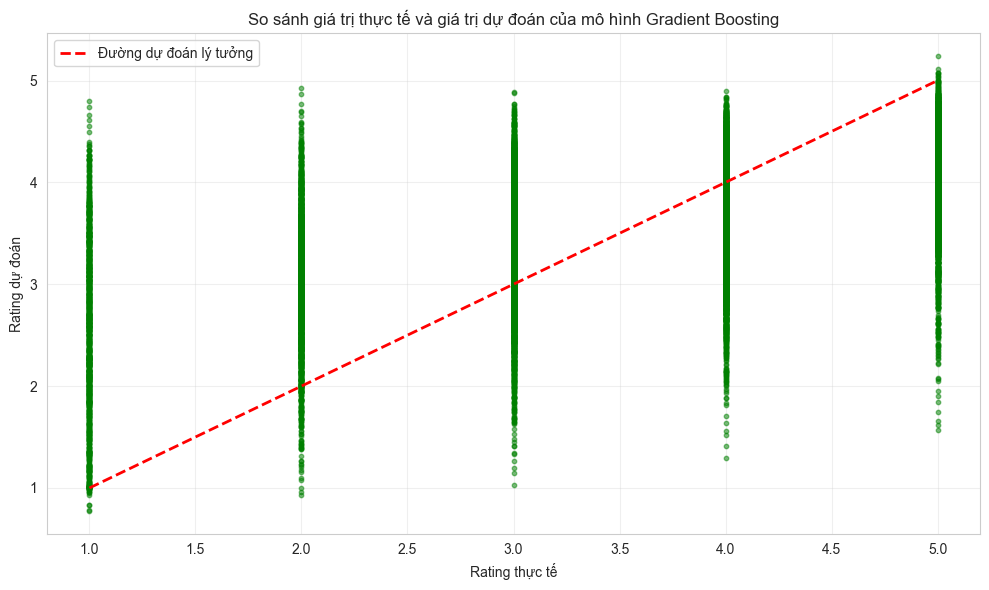 So sánh giá trị thực tế và giá trị dự đoán của mô hình Gradient Boosting
Đường dự đoán lý tưởng
Rating dự đoán
5
4
3
2
1
1.0 1.5 2.0 2.5 3.0 3.5 4.0 4.5 5.0
Rating thực tế